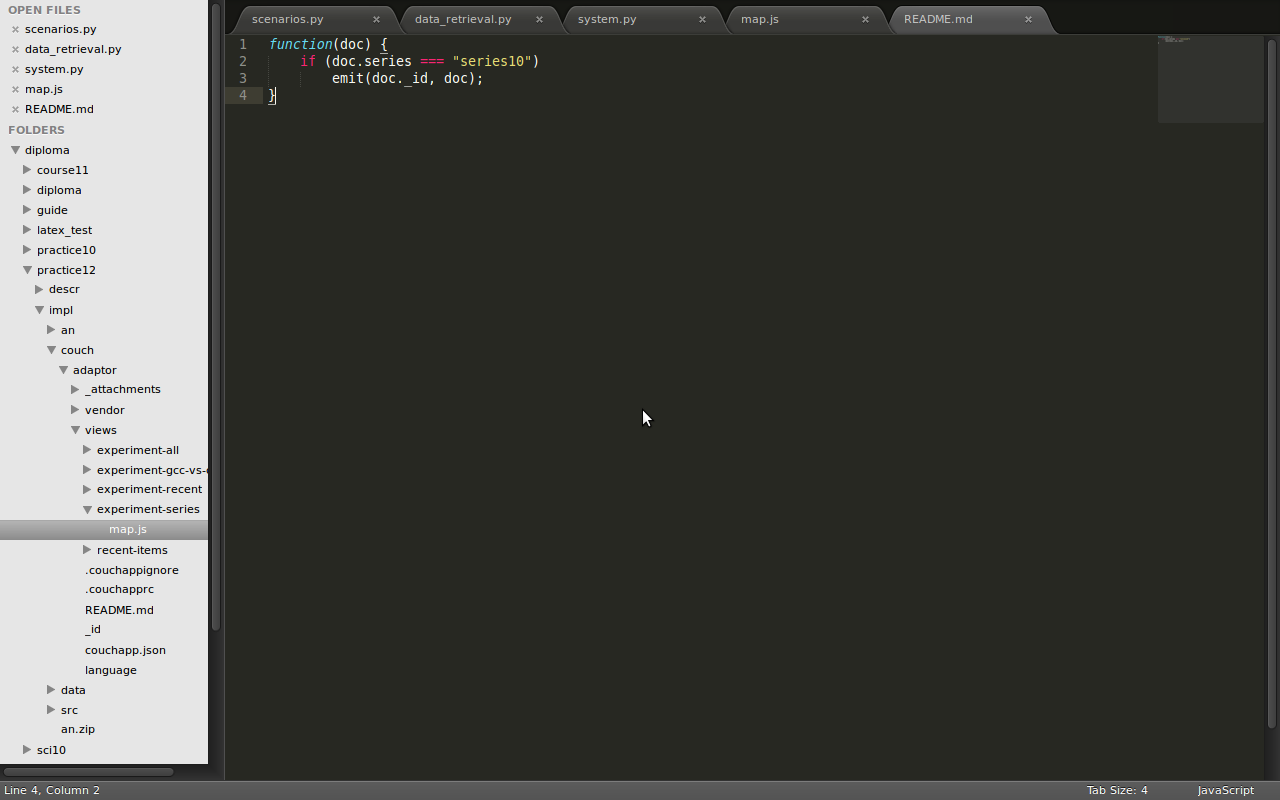 OPEN FILES
scenarios.py
data_retrieval.py
system.py
map.js
README.md
FOLDERS
diploma
course11
diploma
guide
latex_test
practice10
practice12
descr
impl
an
couch
adaptor
_attachments
vendor
views
experiment-all
experiment-gcc-vs-
experiment-recent
experiment-series
map.js
recent-items
.couchappignore
.couchapprc
README.md
_id
couchapp.json
language
data
src
an.zip
sci10
scenarios.py data_retrieval.py system.py map.js README.md
1 function(doc) {
2 if (doc.series === "series10")
3 emit(doc._id, doc);
4 }
Line 4, Column 2 Tab Size: 4 JavaScript